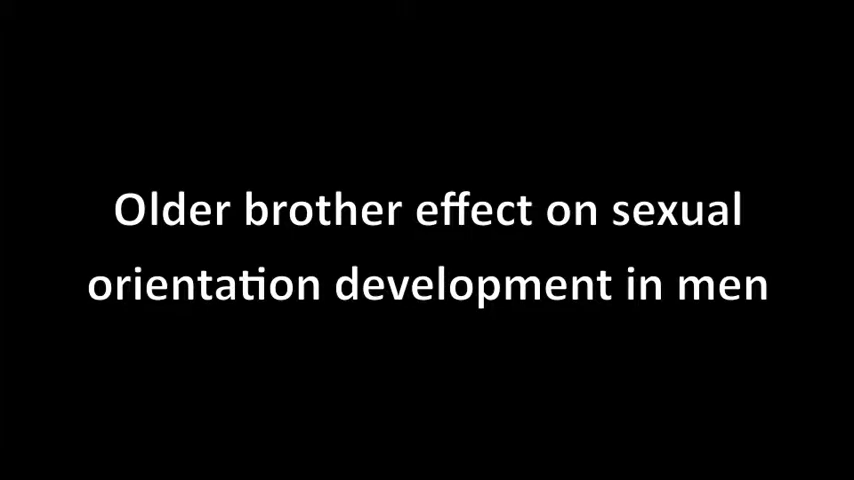 Older brother effect on sexual
orientation development in men